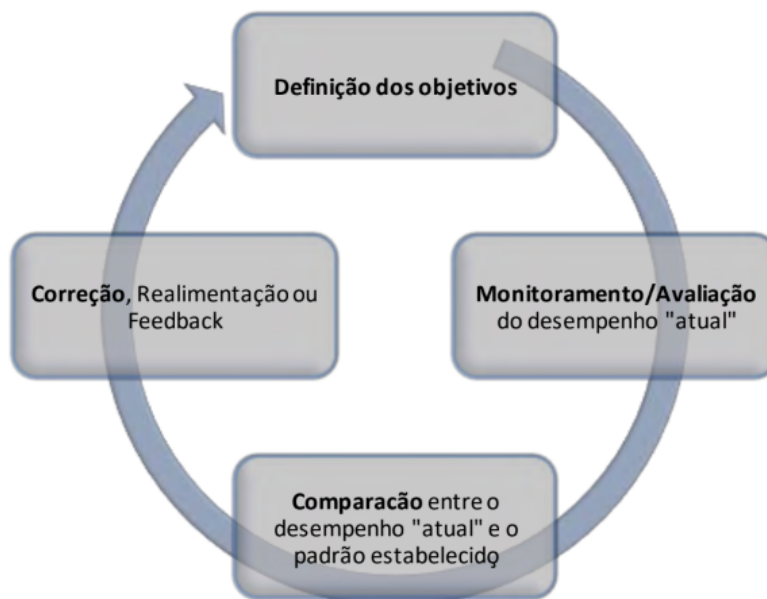 Definição dos objetivos
Monitoramento/Avaliação
do desempenho "atual"
Comparacão entre o
desempenho "atual" e o
padrão estabelecido
Correção, Realimentação ou
Feedback